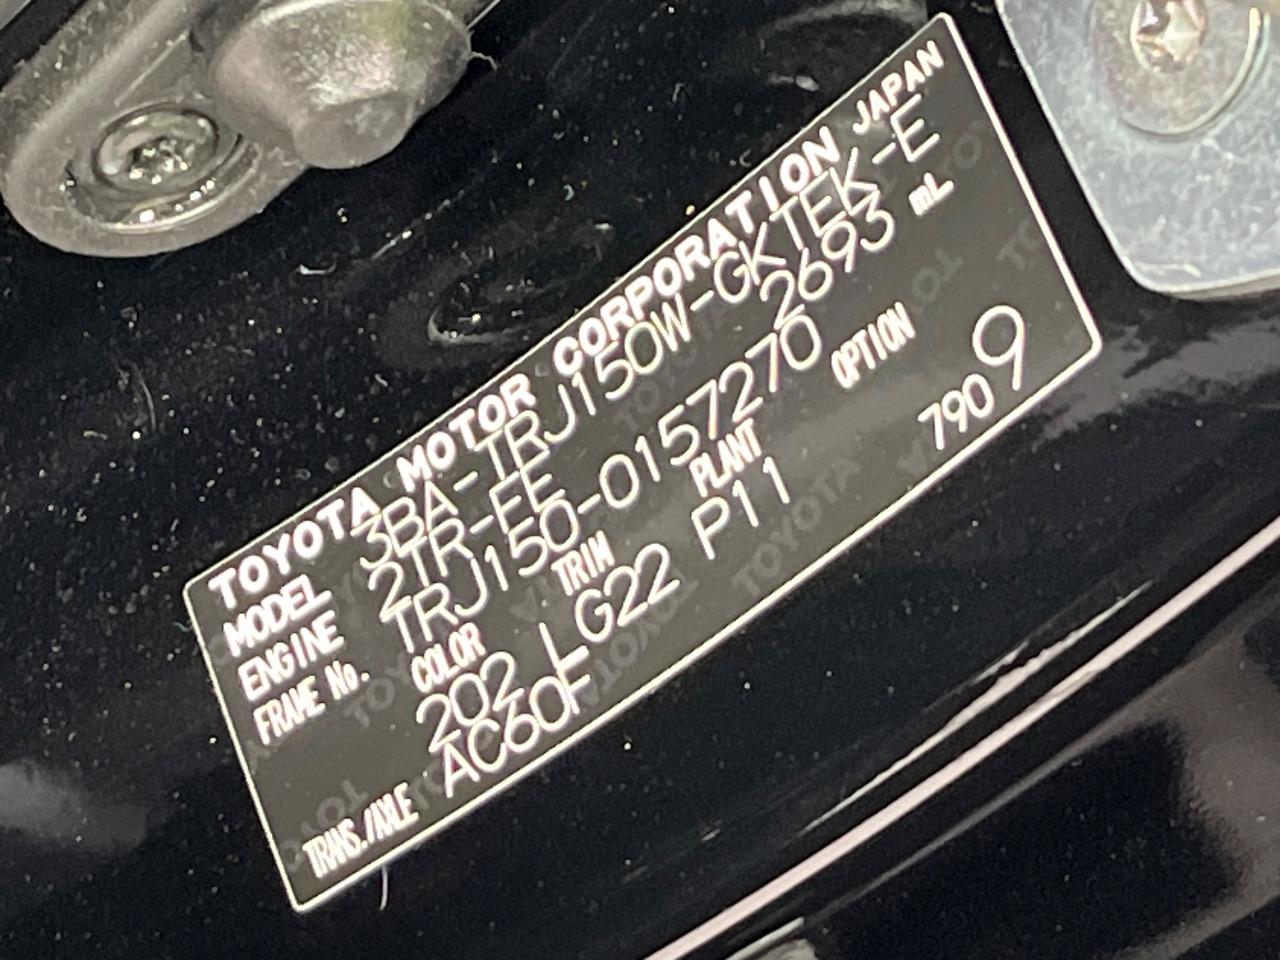 TOYOTA MOTOR CORPORATION JAPAN
MODEL 3BA-TRJ150W-GKTEK-E
ENGINE 2TR-FE 2693 mL
FRAME No. TRJ150-0157270
COLOR TRIM PLANT OPTION
202 LG22 P11 7909
TRANS./AXLE AC60F